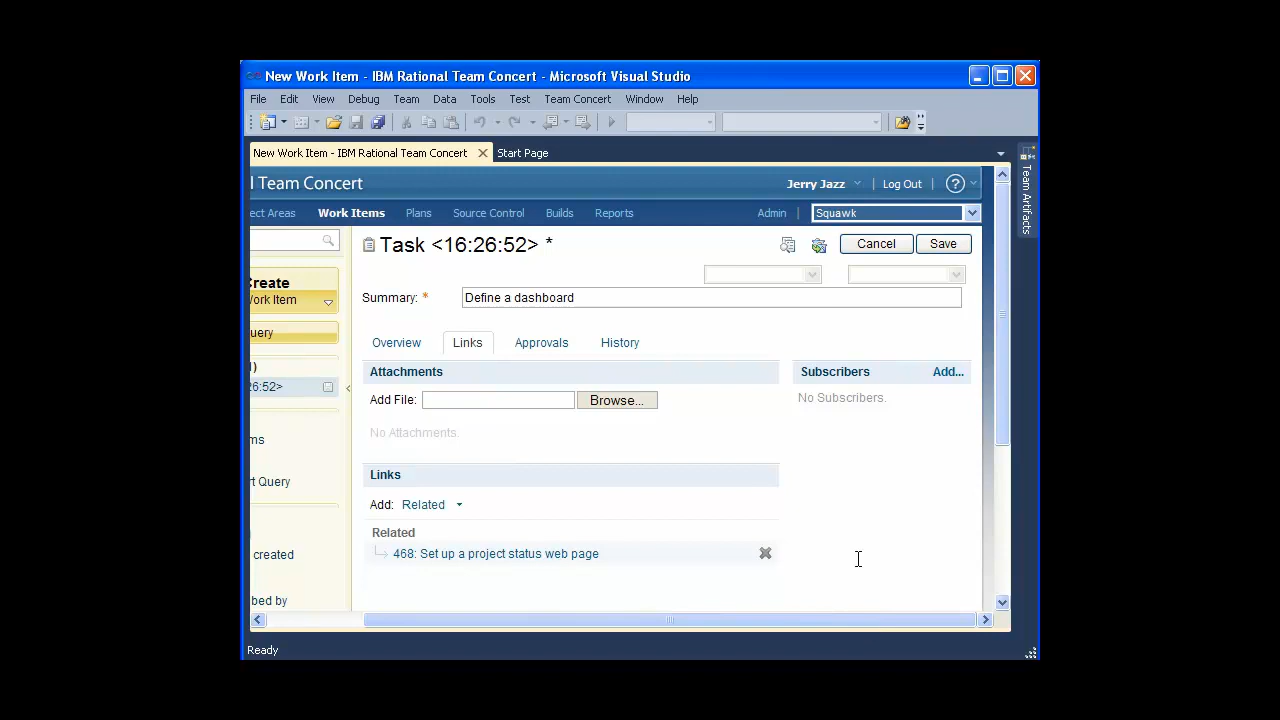 New Work Item - IBM Rational Team Concert - Microsoft Visual Studio
File Edit View Debug Team Data Tools Test Team Concert Window Help
New Work Item - IBM Rational Team Concert Start Page
Team Artifacts
l Team Concert Jerry Jazz Log Out ?
ect Areas Work Items Plans Source Control Builds Reports Admin Squawk
Task <16:26:52> * Cancel Save
Create
Work Item
Summary: * Define a dashboard
uery
Overview Links Approvals History
1)
Attachments Subscribers Add...
6:52>
Add File: Browse... No Subscribers.
No Attachments.
ms
Links
rt Query
Add: Related
Related
created 468: Set up a project status web page
bed by
Ready